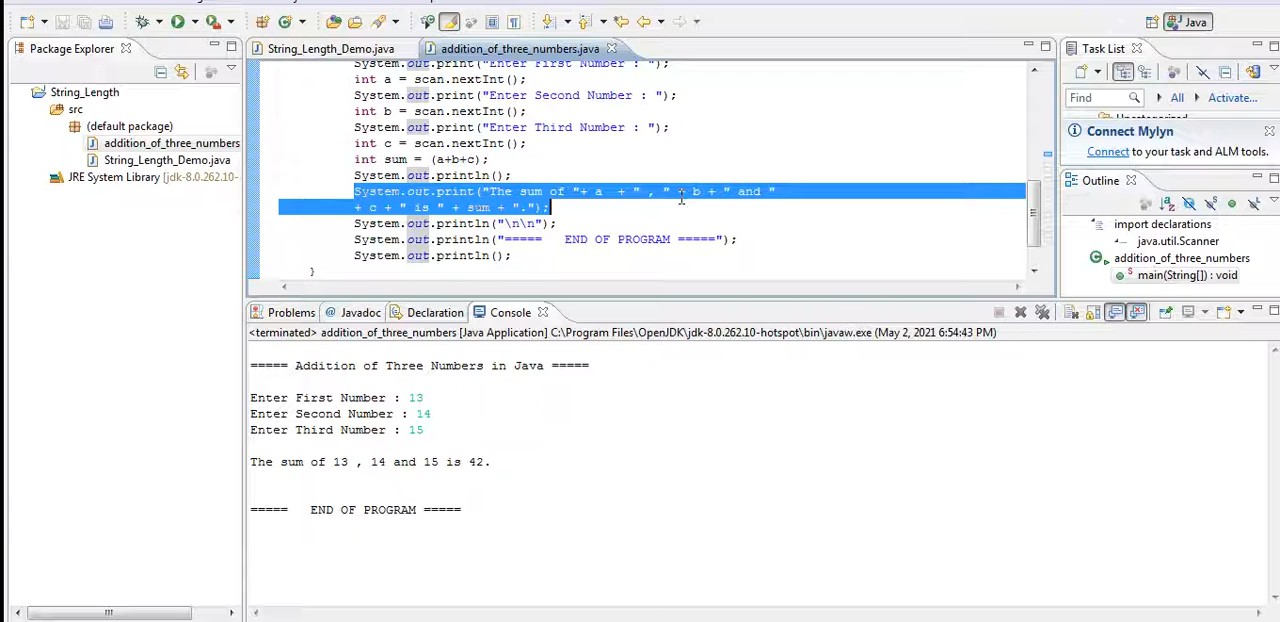 Java
Package Explorer
String_Length
src
(default package)
addition_of_three_numbers
String_Length_Demo.java
JRE System Library [jdk-8.0.262.10-
String_Length_Demo.java
addition_of_three_numbers.java
System.out.print("Enter First Number : ");
int a = scan.nextInt();
System.out.print("Enter Second Number : ");
int b = scan.nextInt();
System.out.print("Enter Third Number : ");
int c = scan.nextInt();
int sum = (a+b+c);
System.out.println();
System.out.print("The sum of "+ a  + " , " + b + " and "
+ c + " is " + sum + ".");
System.out.println("\n\n");
System.out.println("=====   END OF PROGRAM =====");
System.out.println();
}
Task List
Find
All
Activate...
Uncategorized
Connect Mylyn
Connect to your task and ALM tools.
Outline
import declarations
java.util.Scanner
addition_of_three_numbers
main(String[]) : void
Problems
@ Javadoc
Declaration
Console
<terminated> addition_of_three_numbers [Java Application] C:\Program Files\OpenJDK\jdk-8.0.262.10-hotspot\bin\javaw.exe (May 2, 2021 6:54:43 PM)
===== Addition of Three Numbers in Java =====
Enter First Number : 13
Enter Second Number : 14
Enter Third Number : 15
The sum of 13 , 14 and 15 is 42.
=====   END OF PROGRAM =====